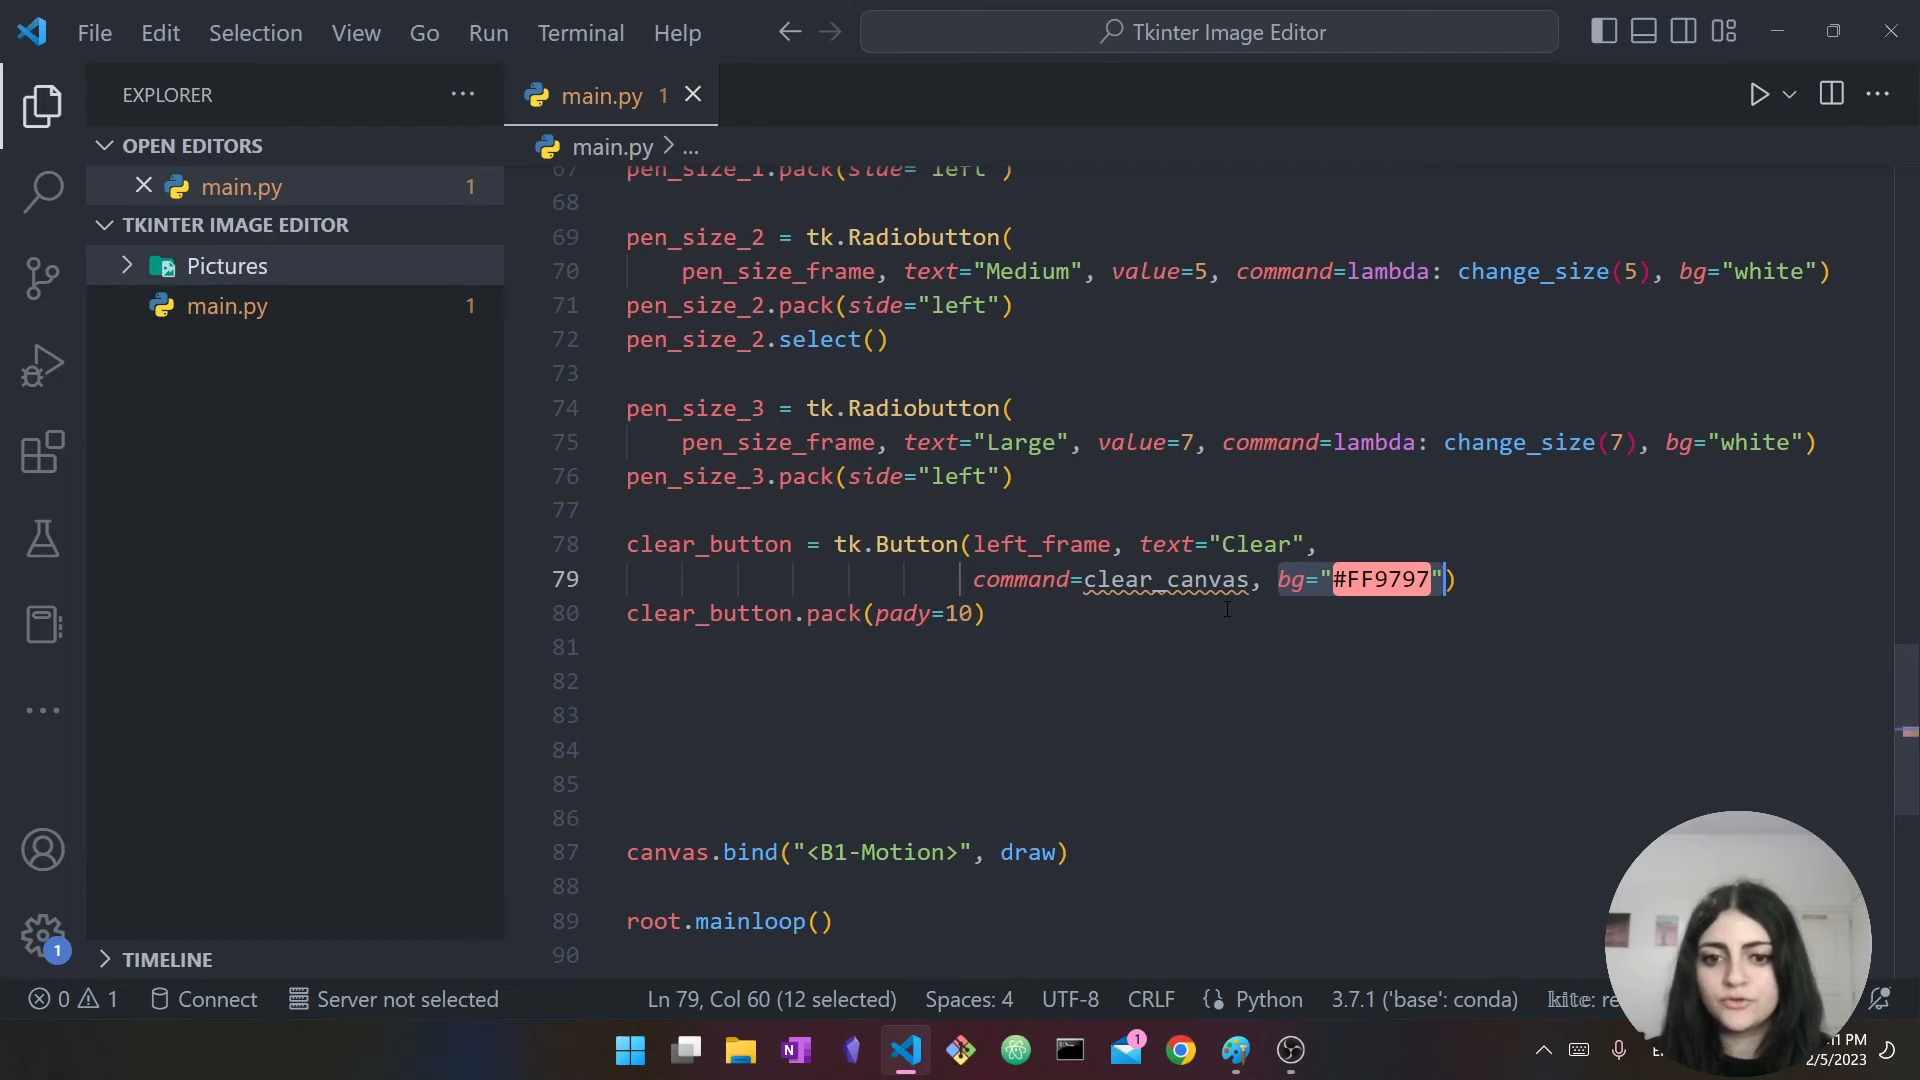 File Edit Selection View Go Run Terminal Help
Tkinter Image Editor
EXPLORER
main.py 1
OPEN EDITORS
main.py > ...
main.py 1
TKINTER IMAGE EDITOR
Pictures
main.py 1
67 pen_size_1.pack(side="left")
68
69 pen_size_2 = tk.Radiobutton(
70 pen_size_frame, text="Medium", value=5, command=lambda: change_size(5), bg="white")
71 pen_size_2.pack(side="left")
72 pen_size_2.select()
73
74 pen_size_3 = tk.Radiobutton(
75 pen_size_frame, text="Large", value=7, command=lambda: change_size(7), bg="white")
76 pen_size_3.pack(side="left")
77
78 clear_button = tk.Button(left_frame, text="Clear",
79 command=clear_canvas, bg="#FF9797")
80 clear_button.pack(pady=10)
81
82
83
84
85
86
87 canvas.bind("<B1-Motion>", draw)
88
89 root.mainloop()
90
TIMELINE
1
0 1 Connect Server not selected Ln 79, Col 60 (12 selected) Spaces: 4 UTF-8 CRLF Python 3.7.1 ('base': conda) kite:
1
PM
2/5/2023